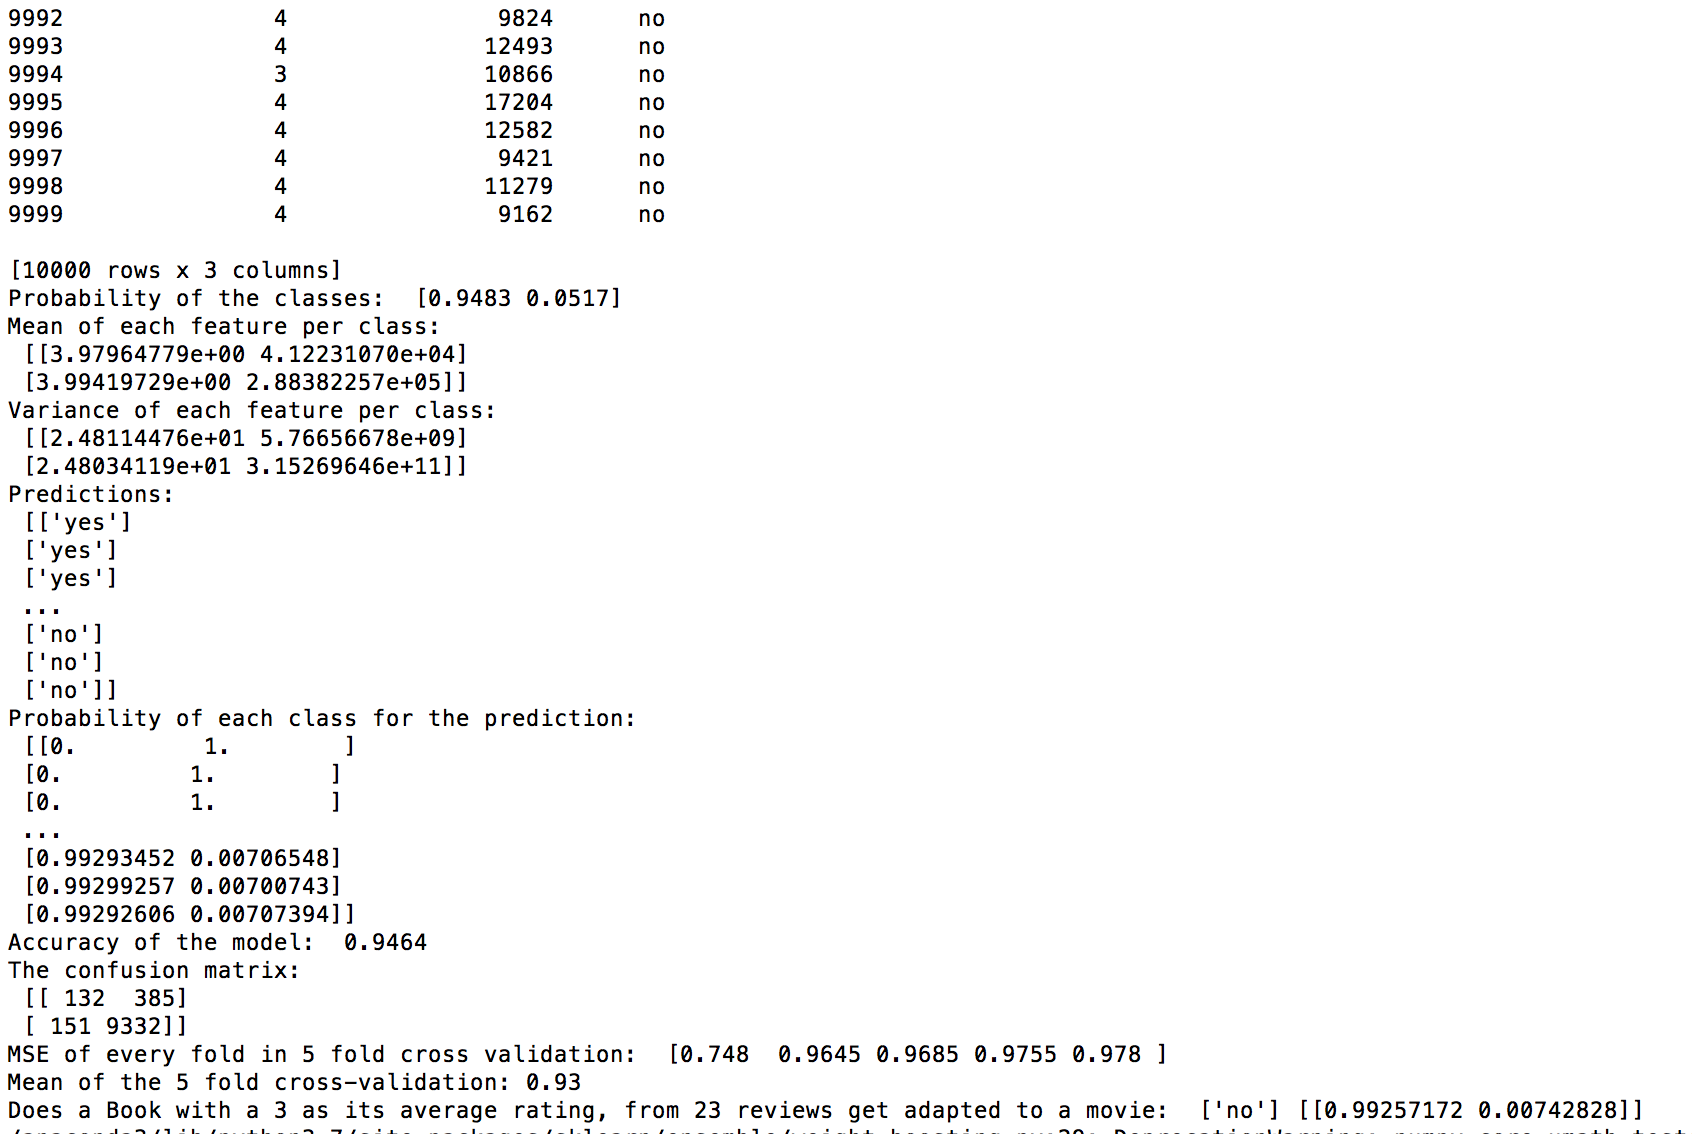 9992 4 9824 no
9993 4 12493 no
9994 3 10866 no
9995 4 17204 no
9996 4 12582 no
9997 4 9421 no
9998 4 11279 no
9999 4 9162 no
[10000 rows x 3 columns]
Probability of the classes:  [0.9483 0.0517]
Mean of each feature per class:
[[3.97964779e+00 4.12231070e+04]
[3.99419729e+00 2.88382257e+05]]
Variance of each feature per class:
[[2.48114476e+01 5.76656678e+09]
[2.48034119e+01 3.15269646e+11]]
Predictions:
[['yes']
['yes']
['yes']
...
['no']
['no']
['no']]
Probability of each class for the prediction:
[[0. 1. ]
[0. 1. ]
[0. 1. ]
...
[0.99293452 0.00706548]
[0.99299257 0.00700743]
[0.99292606 0.00707394]]
Accuracy of the model:  0.9464
The confusion matrix:
[[ 132  385]
[ 151 9332]]
MSE of every fold in 5 fold cross validation:  [0.748  0.9645 0.9685 0.9755 0.978 ]
Mean of the 5 fold cross-validation: 0.93
Does a Book with a 3 as its average rating, from 23 reviews get adapted to a movie:  ['no'] [[0.99257172 0.00742828]]